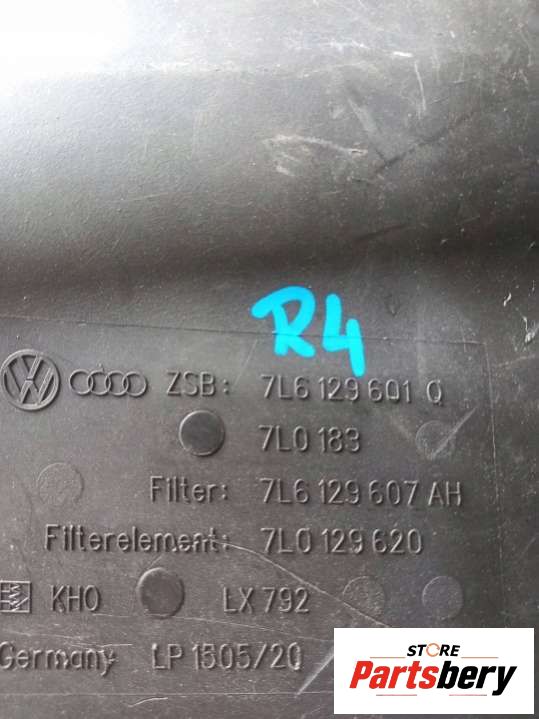 R4
ZSB: 7L6 129 601 Q
7L0 183
Filter: 7L6 129 607 AH
Filterelement: 7L0 129 620
KHO LX 792
Germany LP 1505/20
STORE
Partsbery